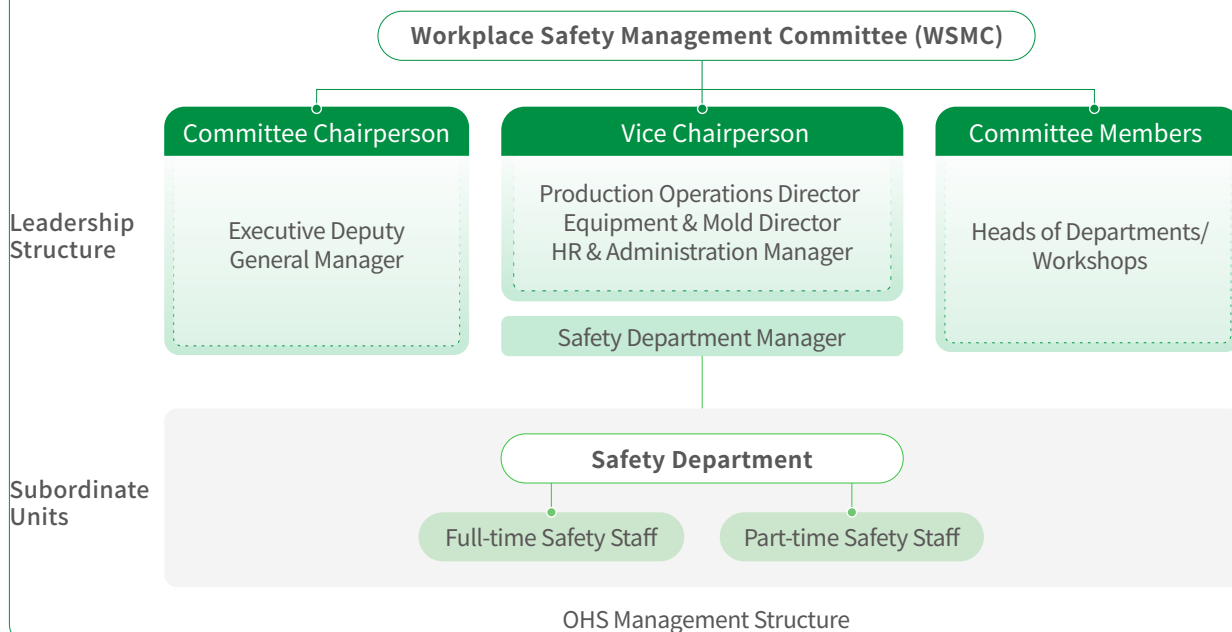 Workplace Safety Management Committee (WSMC)
Committee Chairperson
Vice Chairperson
Committee Members
Leadership
Structure
Executive Deputy
General Manager
Production Operations Director
Equipment & Mold Director
HR & Administration Manager
Heads of Departments/
Workshops
Safety Department Manager
Subordinate
Units
Safety Department
Full-time Safety Staff
Part-time Safety Staff
OHS Management Structure